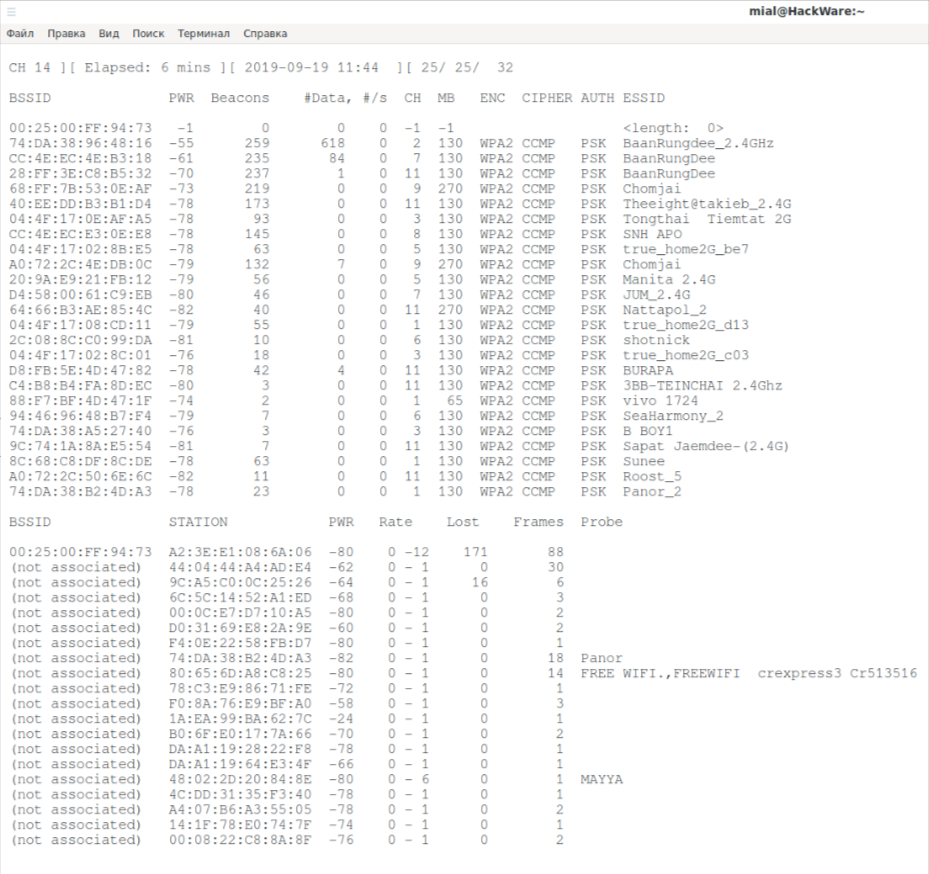 mial@HackWare:~
Файл Правка Вид Поиск Терминал Справка
CH 14 ][ Elapsed: 6 mins ][ 2019-09-19 11:44 ][ 25/ 25/ 32
BSSID PWR Beacons #Data, #/s CH MB ENC CIPHER AUTH ESSID
00:25:00:FF:94:73 -1 0 0 0 -1 -1 <length: 0>
74:DA:38:96:48:16 -55 259 618 0 2 130 WPA2 CCMP PSK BaanRungdee_2.4GHz
CC:4E:EC:4E:B3:18 -61 235 84 0 7 130 WPA2 CCMP PSK BaanRungDee
28:FF:3E:C8:B5:32 -70 237 1 0 11 130 WPA2 CCMP PSK BaanRungDee
68:FF:7B:53:0E:AF -73 219 0 0 9 270 WPA2 CCMP PSK Chomjai
40:EE:DD:B3:B1:D4 -78 173 0 0 11 130 WPA2 CCMP PSK Theeight@takieb_2.4G
04:4F:17:0E:AF:A5 -78 93 0 0 3 130 WPA2 CCMP PSK Tongthai Tiemtat 2G
CC:4E:EC:E3:0E:E8 -78 145 0 0 8 130 WPA2 CCMP PSK SNH APO
04:4F:17:02:8B:E5 -78 63 0 0 5 130 WPA2 CCMP PSK true_home2G_be7
A0:72:2C:4E:DB:0C -79 132 7 0 9 270 WPA2 CCMP PSK Chomjai
20:9A:E9:21:FB:12 -79 56 0 0 5 130 WPA2 CCMP PSK Manita 2.4G
D4:58:00:61:C9:EB -80 46 0 0 7 130 WPA2 CCMP PSK JUM_2.4G
64:66:B3:AE:85:4C -82 40 0 0 11 270 WPA2 CCMP PSK Nattapol_2
04:4F:17:08:CD:11 -79 55 0 0 1 130 WPA2 CCMP PSK true_home2G_d13
2C:08:8C:C0:99:DA -81 10 0 0 6 130 WPA2 CCMP PSK shotnick
04:4F:17:02:8C:01 -76 18 0 0 3 130 WPA2 CCMP PSK true_home2G_c03
D8:FB:5E:4D:47:82 -78 42 4 0 11 130 WPA2 CCMP PSK BURAPA
C4:B8:B4:FA:8D:EC -80 3 0 0 11 130 WPA2 CCMP PSK 3BB-TEINCHAI 2.4Ghz
88:F7:BF:4D:47:1F -74 2 0 0 1 65 WPA2 CCMP PSK vivo 1724
94:46:96:48:B7:F4 -79 7 0 0 6 130 WPA2 CCMP PSK SeaHarmony_2
74:DA:38:A5:27:40 -76 3 0 0 3 130 WPA2 CCMP PSK B BOY1
9C:74:1A:8A:E5:54 -81 7 0 0 11 130 WPA2 CCMP PSK Sapat Jaemdee-(2.4G)
8C:68:C8:DF:8C:DE -78 63 0 0 1 130 WPA2 CCMP PSK Sunee
A0:72:2C:50:6E:6C -82 11 0 0 11 130 WPA2 CCMP PSK Roost_5
74:DA:38:B2:4D:A3 -78 23 0 0 1 130 WPA2 CCMP PSK Panor_2
BSSID STATION PWR Rate Lost Frames Probe
00:25:00:FF:94:73 A2:3E:E1:08:6A:06 -80 0 -12 171 88
(not associated) 44:04:44:A4:AD:E4 -62 0 - 1 0 30
(not associated) 9C:A5:C0:0C:25:26 -64 0 - 1 16 6
(not associated) 6C:5C:14:52:A1:ED -68 0 - 1 0 3
(not associated) 00:0C:E7:D7:10:A5 -80 0 - 1 0 2
(not associated) D0:31:69:E8:2A:9E -60 0 - 1 0 2
(not associated) F4:0E:22:58:FB:D7 -80 0 - 1 0 1
(not associated) 74:DA:38:B2:4D:A3 -82 0 - 1 0 18 Panor
(not associated) 80:65:6D:A8:C8:25 -80 0 - 1 0 14 FREE WIFI.,FREEWIFI crexpress3 Cr513516
(not associated) 78:C3:E9:86:71:FE -72 0 - 1 0 1
(not associated) F0:8A:76:E9:BF:A0 -58 0 - 1 0 3
(not associated) 1A:EA:99:BA:62:7C -24 0 - 1 0 1
(not associated) B0:6F:E0:17:7A:66 -70 0 - 1 0 2
(not associated) DA:A1:19:28:22:F8 -78 0 - 1 0 1
(not associated) DA:A1:19:64:E3:4F -66 0 - 1 0 1
(not associated) 48:02:2D:20:84:8E -80 0 - 6 0 1 MAYYA
(not associated) 4C:DD:31:35:F3:40 -78 0 - 1 0 1
(not associated) A4:07:B6:A3:55:05 -78 0 - 1 0 2
(not associated) 14:1F:78:E0:74:7F -74 0 - 1 0 1
(not associated) 00:08:22:C8:8A:8F -76 0 - 1 0 2